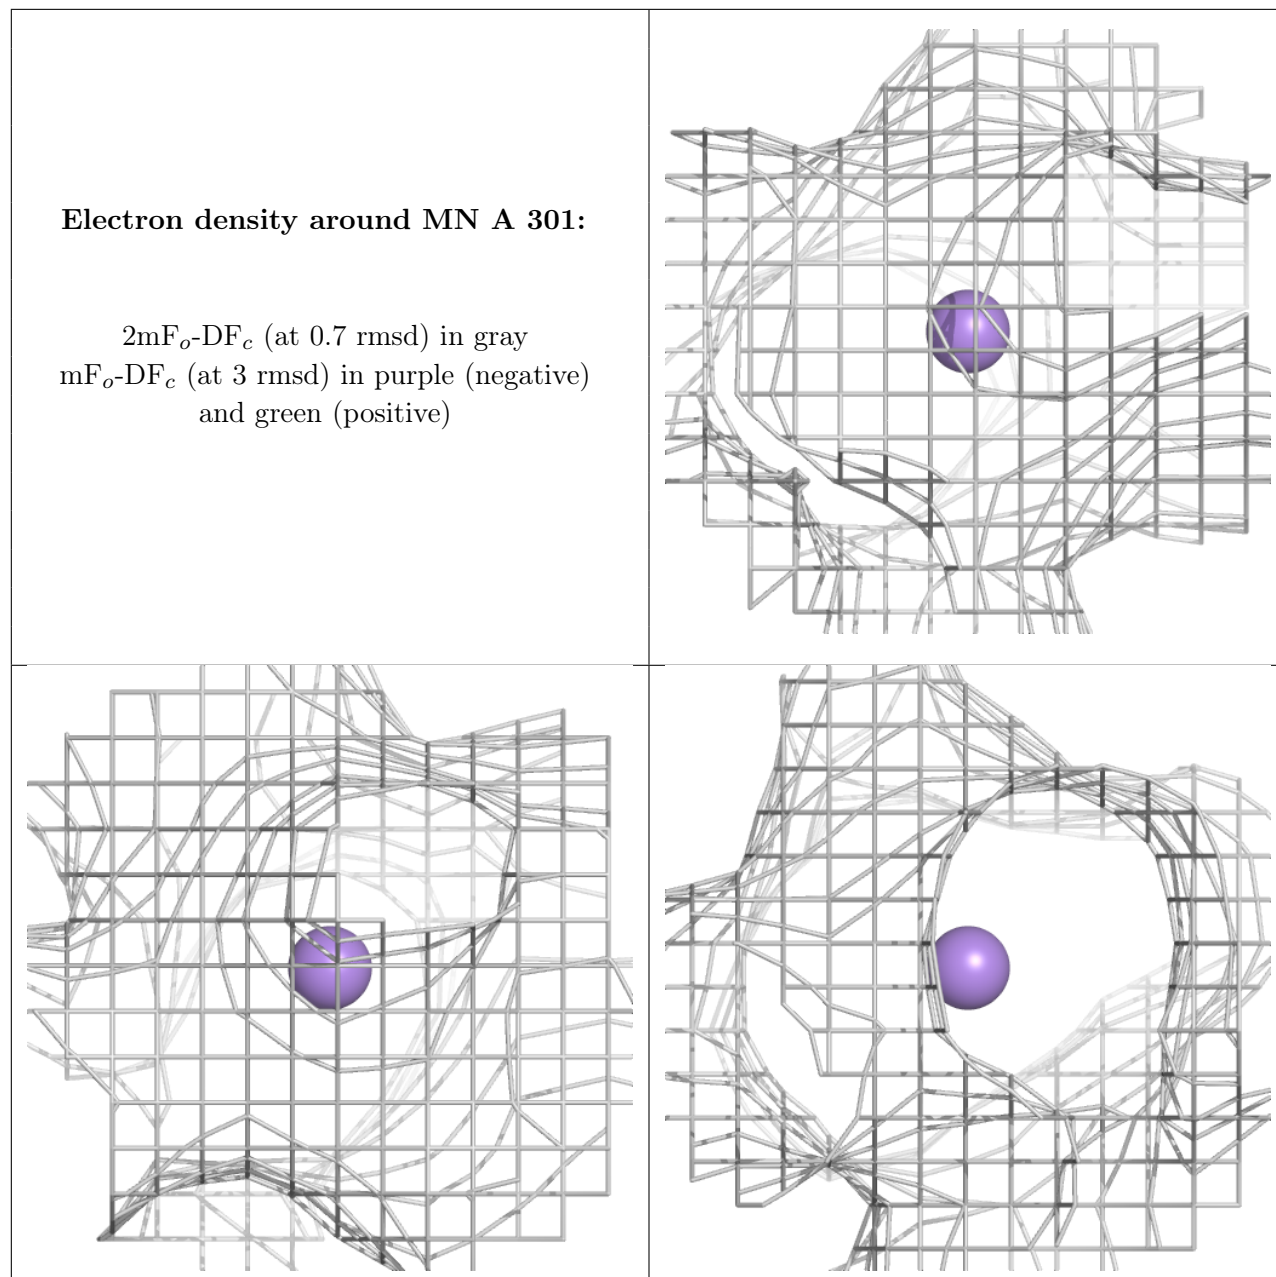 Electron density around MN A 301:
2mFo-DFc (at 0.7 rmsd) in gray
mFo-DFc (at 3 rmsd) in purple (negative)
and green (positive)